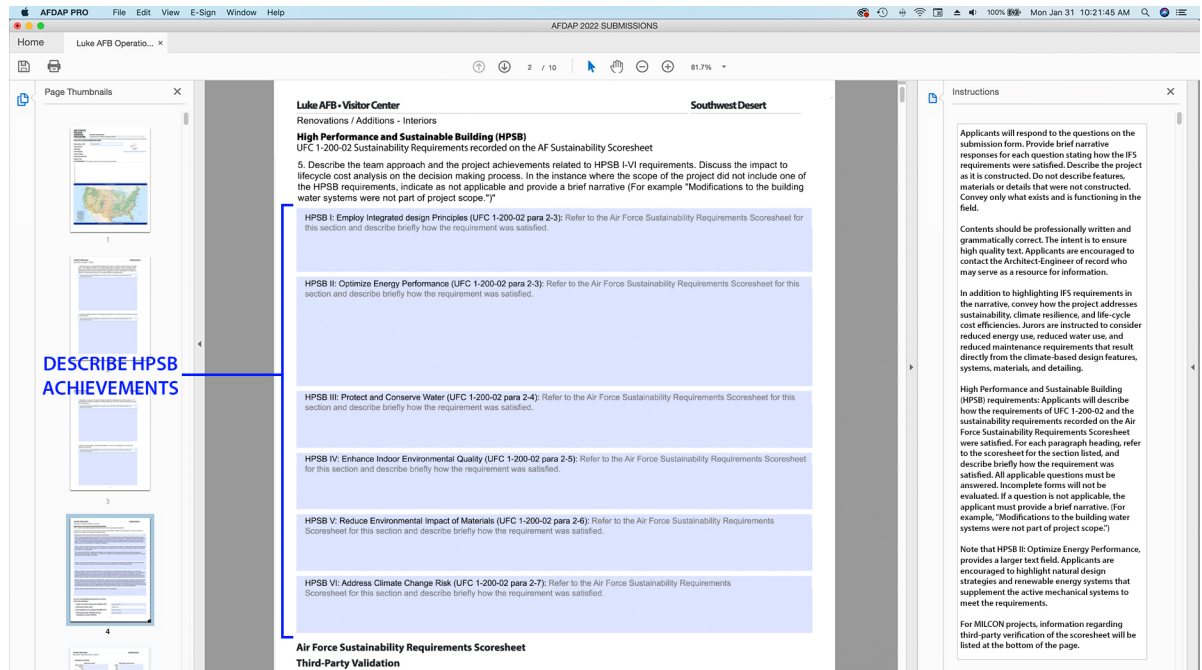 AFDAP PRO File Edit View E-Sign Window Help 100% Mon Jan 31 10:21:45 AM
AFDAP 2022 SUBMISSIONS
Home Luke AFB Operatio... ×
2 / 10 81.7%
Page Thumbnails
1
3
4
DESCRIBE HPSB
ACHIEVEMENTS
Luke AFB • Visitor Center Southwest Desert
Renovations / Additions - Interiors
High Performance and Sustainable Building (HPSB)
UFC 1-200-02 Sustainability Requirements recorded on the AF Sustainability Scoresheet
5. Describe the team approach and the project achievements related to HPSB I-VI requirements. Discuss the impact to
lifecycle cost analysis on the decision making process. In the instance where the scope of the project did not include one of
the HPSB requirements, indicate as not applicable and provide a brief narrative (For example "Modifications to the building
water systems were not part of project scope.")"
HPSB I: Employ Integrated design Principles (UFC 1-200-02 para 2-3): Refer to the Air Force Sustainability Requirements Scoresheet for
this section and describe briefly how the requirement was satisfied.
HPSB II: Optimize Energy Performance (UFC 1-200-02 para 2-3): Refer to the Air Force Sustainability Requirements Scoresheet for this
section and describe briefly how the requirement was satisfied.
HPSB III: Protect and Conserve Water (UFC 1-200-02 para 2-4): Refer to the Air Force Sustainability Requirements Scoresheet for this
section and describe briefly how the requirement was satisfied.
HPSB IV: Enhance Indoor Environmental Quality (UFC 1-200-02 para 2-5): Refer to the Air Force Sustainability Requirements Scoresheet
for this section and describe briefly how the requirement was satisfied.
HPSB V: Reduce Environmental Impact of Materials (UFC 1-200-02 para 2-6): Refer to the Air Force Sustainability Requirements
Scoresheet for this section and describe briefly how the requirement was satisfied.
HPSB VI: Address Climate Change Risk (UFC 1-200-02 para 2-7): Refer to the Air Force Sustainability Requirements
Scoresheet for this section and describe briefly how the requirement was satisfied.
Air Force Sustainability Requirements Scoresheet
Third-Party Validation
Instructions
Applicants will respond to the questions on the
submission form. Provide brief narrative
responses for each question stating how the IFS
requirements were satisfied. Describe the project
as it is constructed. Do not describe features,
materials or details that were not constructed.
Convey only what exists and is functioning in the
field.
Contents should be professionally written and
grammatically correct. The intent is to ensure
high quality text. Applicants are encouraged to
contact the Architect-Engineer of record who
may serve as a resource for information.
In addition to highlighting IFS requirements in
the narrative, convey how the project addresses
sustainability, climate resilience, and life-cycle
cost efficiencies. Jurors are instructed to consider
reduced energy use, reduced water use, and
reduced maintenance requirements that result
directly from the climate-based design features,
systems, materials, and detailing.
High Performance and Sustainable Building
(HPSB) requirements: Applicants will describe
how the requirements of UFC 1-200-02 and the
sustainability requirements recorded on the Air
Force Sustainability Requirements Scoresheet
were satisfied. For each paragraph heading, refer
to the scoresheet for the section listed, and
describe briefly how the requirement was
satisfied. All applicable questions must be
answered. Incomplete forms will not be
evaluated. If a question is not applicable, the
applicant must provide a brief narrative. (For
example, "Modifications to the building water
systems were not part of project scope.")
Note that HPSB II: Optimize Energy Performance,
provides a larger text field. Applicants are
encouraged to highlight natural design
strategies and renewable energy systems that
supplement the active mechanical systems to
meet the requirements.
For MILCON projects, information regarding
third-party verification of the scoresheet will be
listed at the bottom of the page.